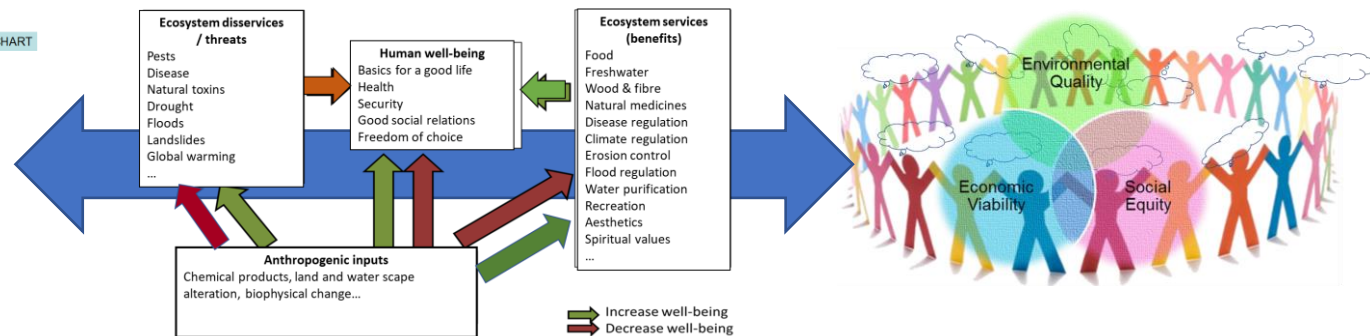 CHART
Ecosystem disservices
/ threats
Pests
Disease
Natural toxins
Drought
Floods
Landslides
Global warming
…
Human well-being
Basics for a good life
Health
Security
Good social relations
Freedom of choice
Ecosystem services
(benefits)
Food
Freshwater
Wood & fibre
Natural medicines
Disease regulation
Climate regulation
Erosion control
Flood regulation
Water purification
Recreation
Aesthetics
Spiritual values
…
Anthropogenic inputs
Chemical products, land and water scape
alteration, biophysical change…
Increase well-being
Decrease well-being
Environmental
Quality
Economic
Viability
Social
Equity